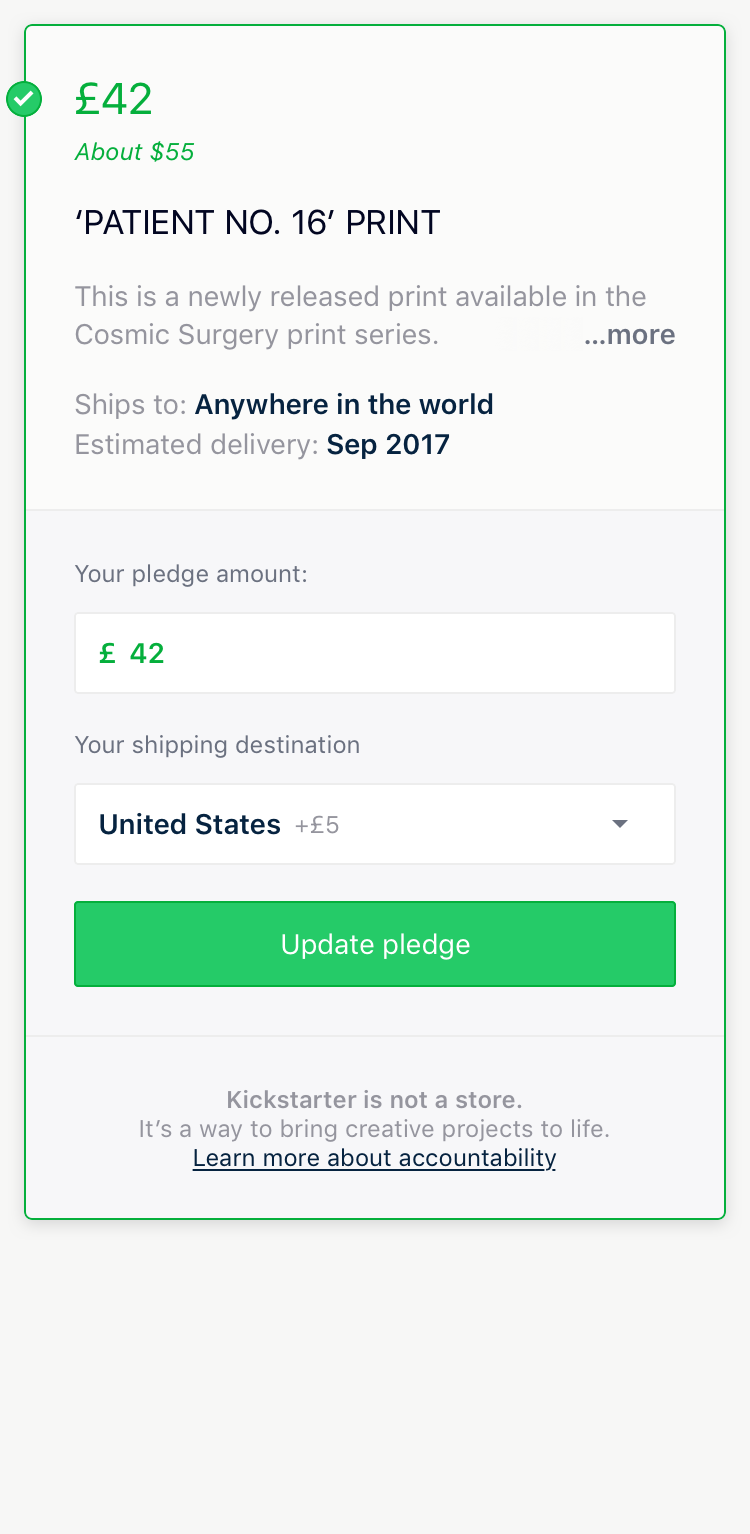 £42
About $55
‘PATIENT NO. 16’ PRINT
This is a newly released print available in the
Cosmic Surgery print series. ...more
Ships to: Anywhere in the world
Estimated delivery: Sep 2017
Your pledge amount:
£ 42
Your shipping destination
United States +£5
Update pledge
Kickstarter is not a store.
It’s a way to bring creative projects to life.
Learn more about accountability